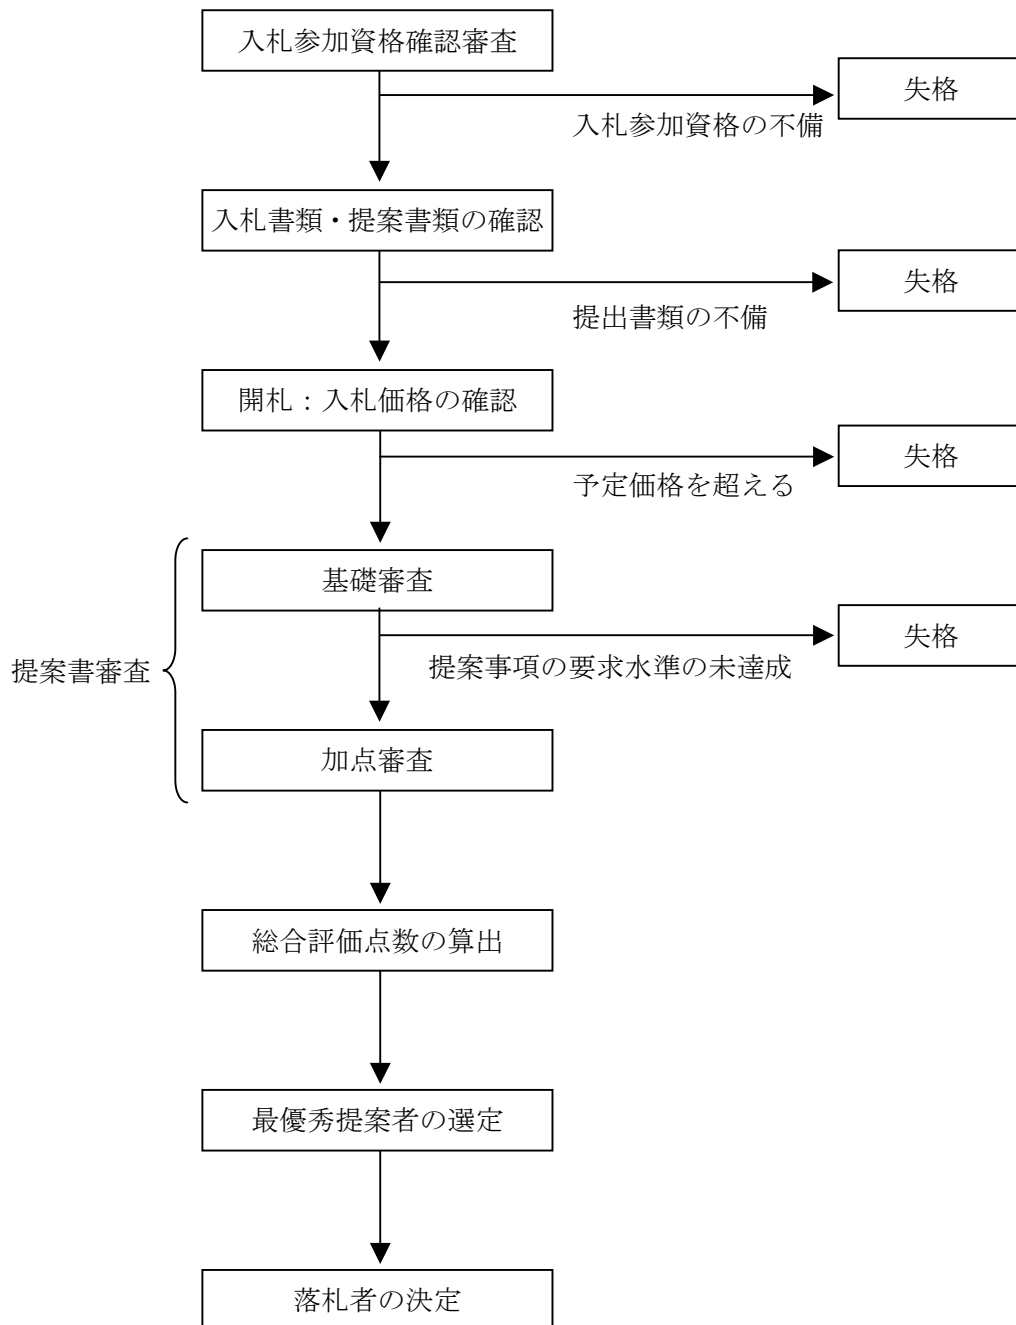 入札参加資格確認審査
失格
入札参加資格の不備
入札書類・提案書類の確認
失格
提出書類の不備
開札：入札価格の確認
失格
予定価格を超える
基礎審査
失格
提案書審査
提案事項の要求水準の未達成
加点審査
総合評価点数の算出
最優秀提案者の選定
落札者の決定